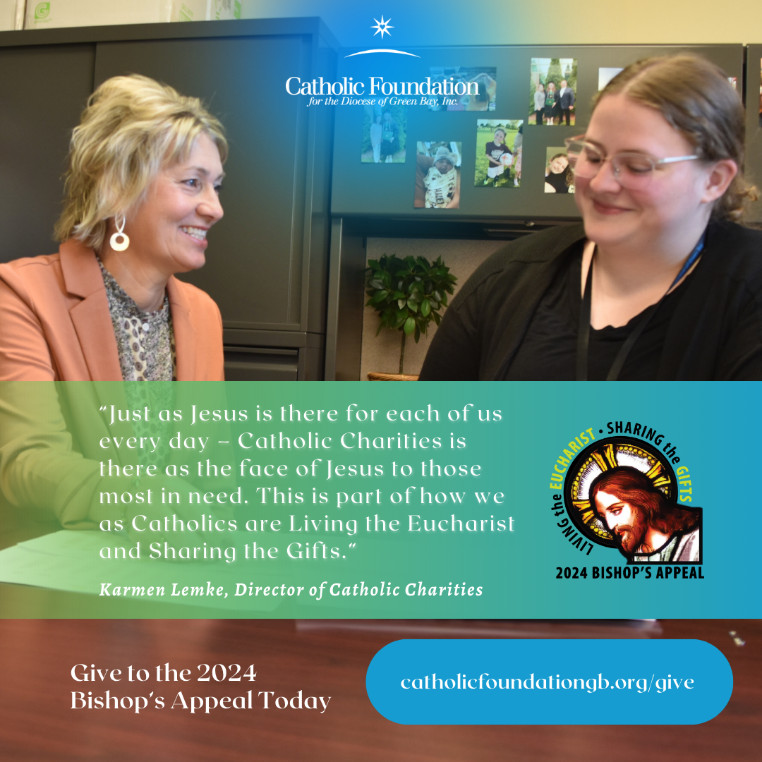 Catholic Foundation
for the Diocese of Green Bay, Inc.
"Just as Jesus is there for each of us
every day – Catholic Charities is
there as the face of Jesus to those
most in need. This is part of how we
as Catholics are Living the Eucharist
and Sharing the Gifts."
Karmen Lemke, Director of Catholic Charities
LIVING the EUCHARIST • SHARING the GIFTS
2024 BISHOP'S APPEAL
Give to the 2024
Bishop's Appeal Today
catholicfoundationgb.org/give